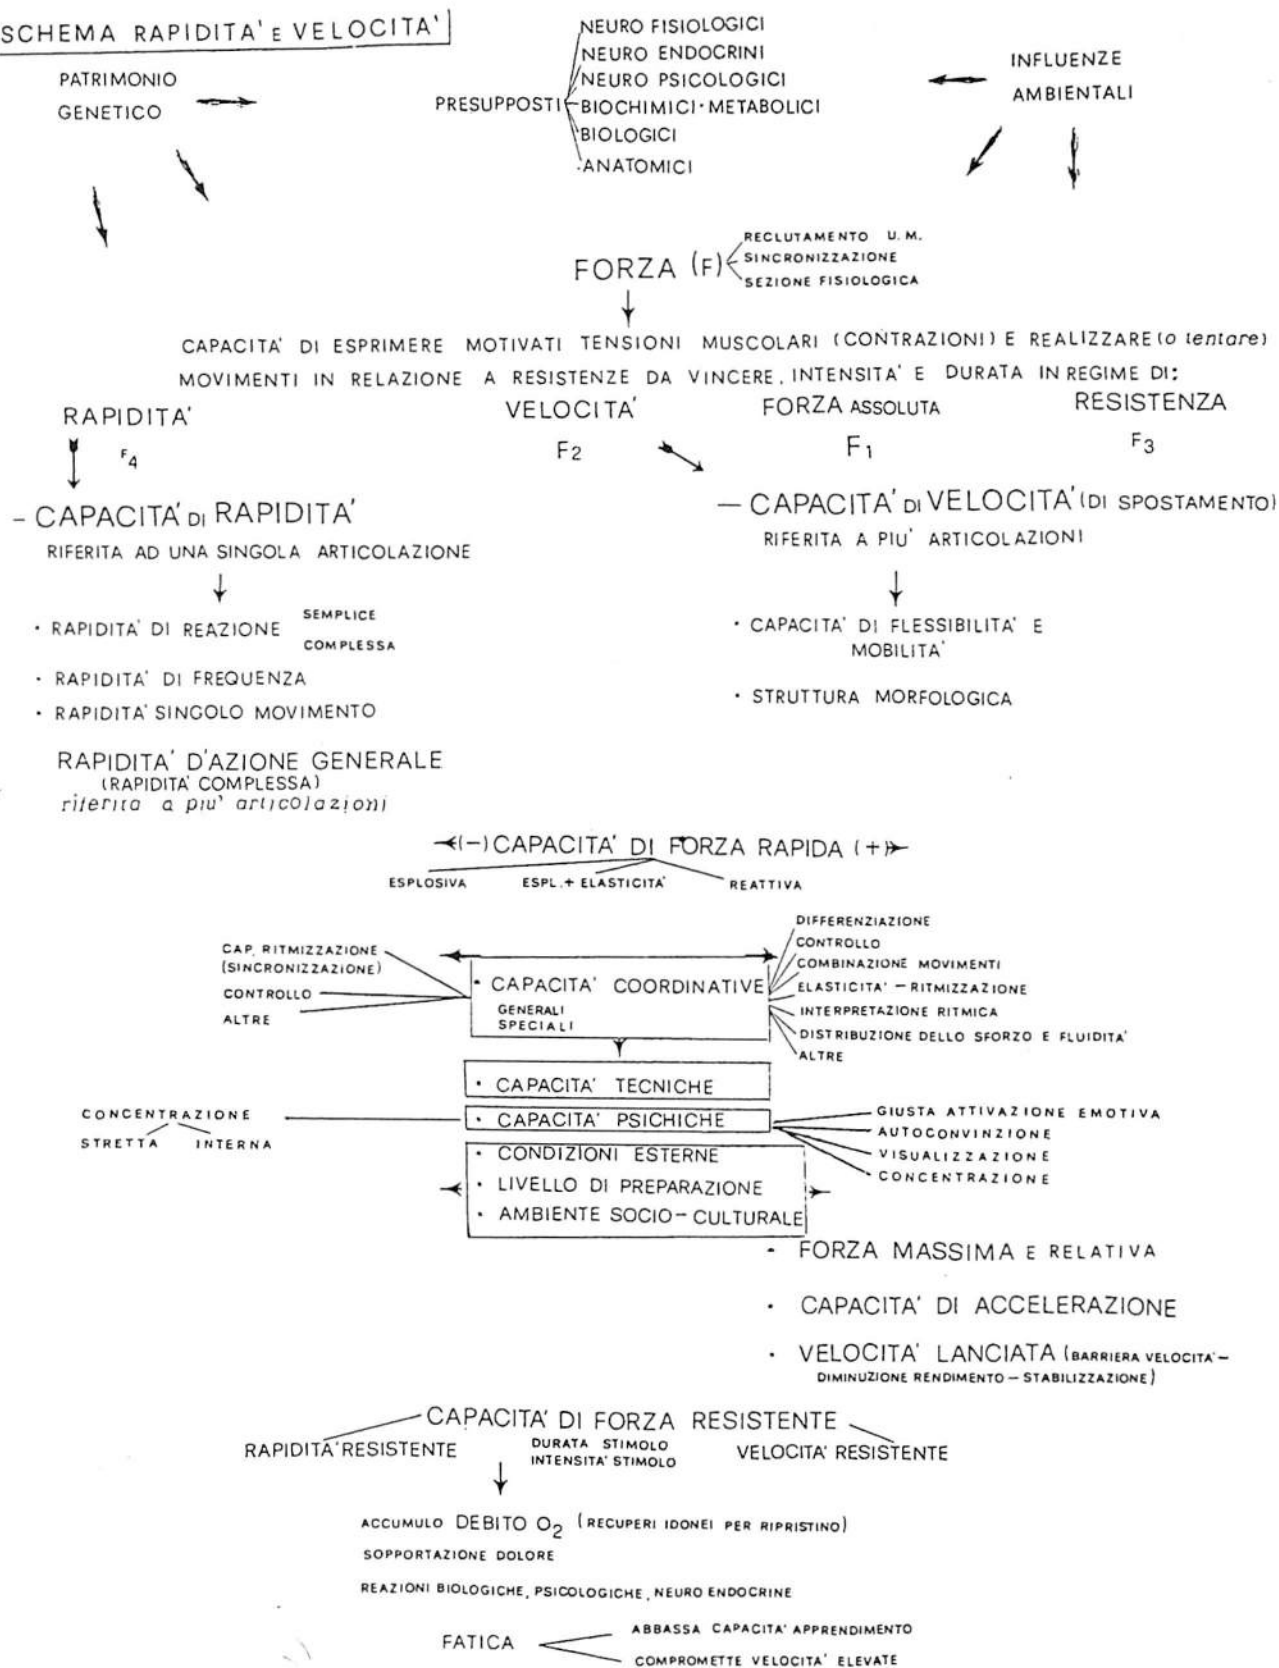 SCHEMA RAPIDITA' E VELOCITA'
PATRIMONIO
GENETICO
PRESUPPOSTI
NEURO FISIOLOGICI
NEURO ENDOCRINI
NEURO PSICOLOGICI
BIOCHIMICI·METABOLICI
BIOLOGICI
ANATOMICI
INFLUENZE
AMBIENTALI
FORZA (F)
RECLUTAMENTO U.M.
SINCRONIZZAZIONE
SEZIONE FISIOLOGICA
CAPACITA' DI ESPRIMERE MOTIVATI TENSIONI MUSCOLARI (CONTRAZIONI) E REALIZZARE (o tentare)
MOVIMENTI IN RELAZIONE A RESISTENZE DA VINCERE, INTENSITA' E DURATA IN REGIME DI:
RAPIDITA'
F4
VELOCITA'
F2
FORZA ASSOLUTA
F1
RESISTENZA
F3
- CAPACITA' DI RAPIDITA'
RIFERITA AD UNA SINGOLA ARTICOLAZIONE
· RAPIDITA' DI REAZIONE
SEMPLICE
COMPLESSA
· RAPIDITA' DI FREQUENZA
· RAPIDITA' SINGOLO MOVIMENTO
RAPIDITA' D'AZIONE GENERALE
(RAPIDITA' COMPLESSA)
riferita a piu' articolazioni
— CAPACITA' DI VELOCITA' (DI SPOSTAMENTO)
RIFERITA A PIU' ARTICOLAZIONI
· CAPACITA' DI FLESSIBILITA' E
MOBILITA'
· STRUTTURA MORFOLOGICA
(-) CAPACITA' DI FORZA RAPIDA (+)
ESPLOSIVA
ESPL.+ ELASTICITA'
REATTIVA
CAP. RITMIZZAZIONE
(SINCRONIZZAZIONE)
CONTROLLO
ALTRE
· CAPACITA' COORDINATIVE
GENERALI
SPECIALI
DIFFERENZIAZIONE
CONTROLLO
COMBINAZIONE MOVIMENTI
ELASTICITA' - RITMIZZAZIONE
INTERPRETAZIONE RITMICA
DISTRIBUZIONE DELLO SFORZO E FLUIDITA'
ALTRE
· CAPACITA' TECNICHE
CONCENTRAZIONE
STRETTA
INTERNA
· CAPACITA' PSICHICHE
GIUSTA ATTIVAZIONE EMOTIVA
AUTOCONVINZIONE
VISUALIZZAZIONE
CONCENTRAZIONE
· CONDIZIONI ESTERNE
· LIVELLO DI PREPARAZIONE
· AMBIENTE SOCIO-CULTURALE
· FORZA MASSIMA E RELATIVA
· CAPACITA' DI ACCELERAZIONE
· VELOCITA' LANCIATA (BARRIERA VELOCITA'-
DIMINUZIONE RENDIMENTO - STABILIZZAZIONE)
CAPACITA' DI FORZA RESISTENTE
RAPIDITA' RESISTENTE
DURATA STIMOLO
INTENSITA' STIMOLO
VELOCITA' RESISTENTE
ACCUMULO DEBITO O2 (RECUPERI IDONEI PER RIPRISTINO)
SOPPORTAZIONE DOLORE
REAZIONI BIOLOGICHE, PSICOLOGICHE, NEURO ENDOCRINE
FATICA
ABBASSA CAPACITA' APPRENDIMENTO
COMPROMETTE VELOCITA' ELEVATE